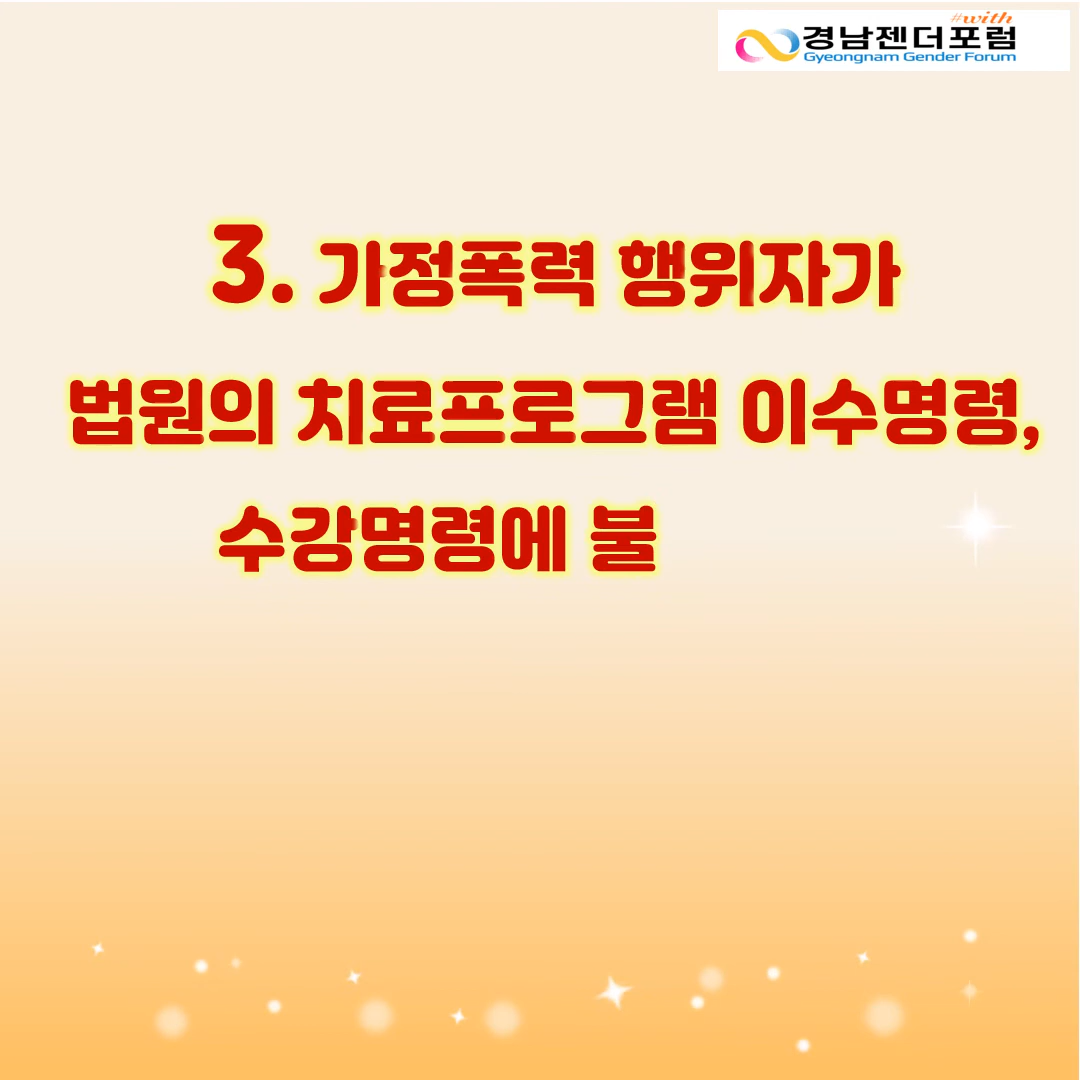 #with
경남젠더포럼
Gyeongnam Gender Forum
3. 가정폭력 행위자가
법원의 치료프로그램 이수명령,
수강명령에 불